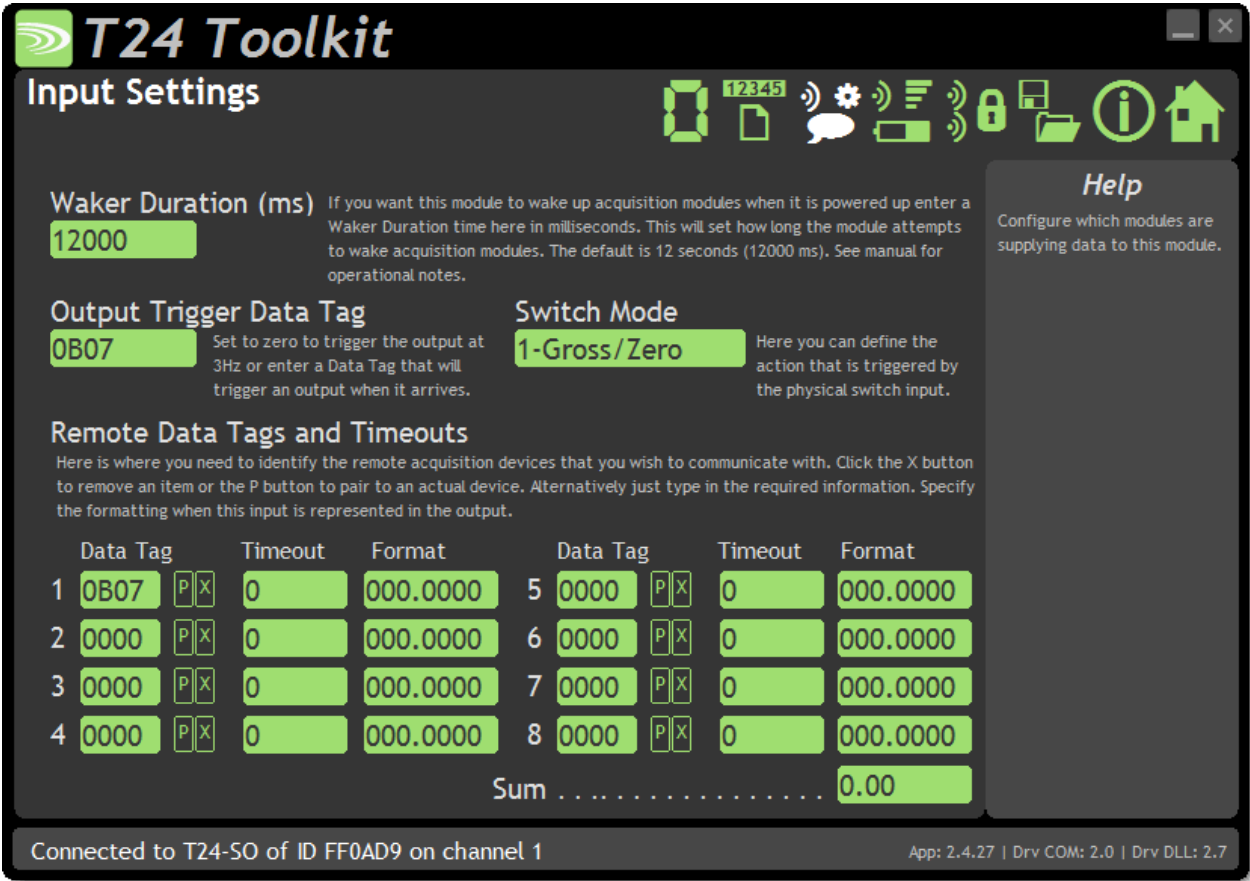 T24 Toolkit
Input Settings
12345
Waker Duration (ms)
12000
If you want this module to wake up acquisition modules when it is powered up enter a
Waker Duration time here in milliseconds. This will set how long the module attempts
to wake acquisition modules. The default is 12 seconds (12000 ms). See manual for
operational notes.
Output Trigger Data Tag
0B07
Set to zero to trigger the output at
3Hz or enter a Data Tag that will
trigger an output when it arrives.
Switch Mode
1-Gross/Zero
Here you can define the
action that is triggered by
the physical switch input.
Remote Data Tags and Timeouts
Here is where you need to identify the remote acquisition devices that you wish to communicate with. Click the X button
to remove an item or the P button to pair to an actual device. Alternatively just type in the required information. Specify
the formatting when this input is represented in the output.
Data Tag Timeout Format Data Tag Timeout Format
1 0B07 P X 0 000.0000 5 0000 P X 0 000.0000
2 0000 P X 0 000.0000 6 0000 P X 0 000.0000
3 0000 P X 0 000.0000 7 0000 P X 0 000.0000
4 0000 P X 0 000.0000 8 0000 P X 0 000.0000
Sum . . . . . . . . . . . . . . . . . . 0.00
Help
Configure which modules are
supplying data to this module.
Connected to T24-SO of ID FF0AD9 on channel 1
App: 2.4.27 | Drv COM: 2.0 | Drv DLL: 2.7